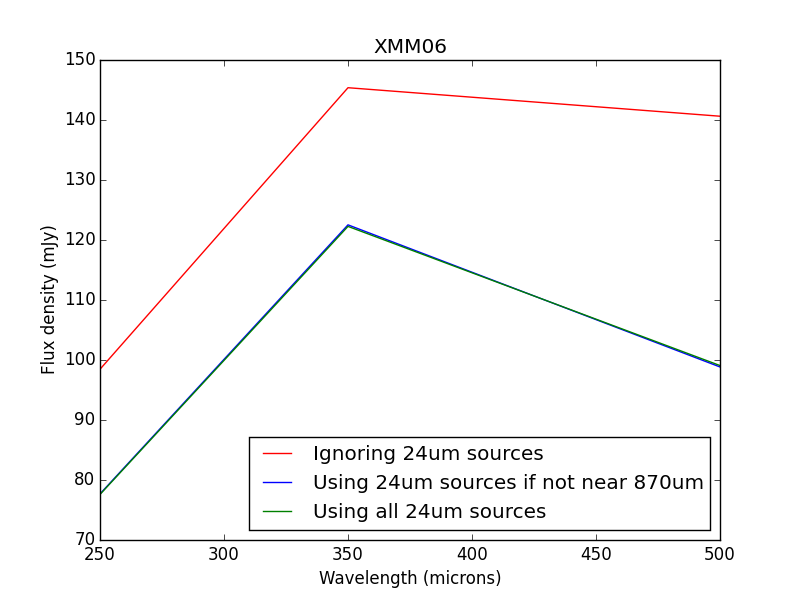 XMM06
150
140
130
120
110
100
90
80
70
Flux density (mJy)
Ignoring 24um sources
Using 24um sources if not near 870um
Using all 24um sources
250 300 350 400 450 500
Wavelength (microns)